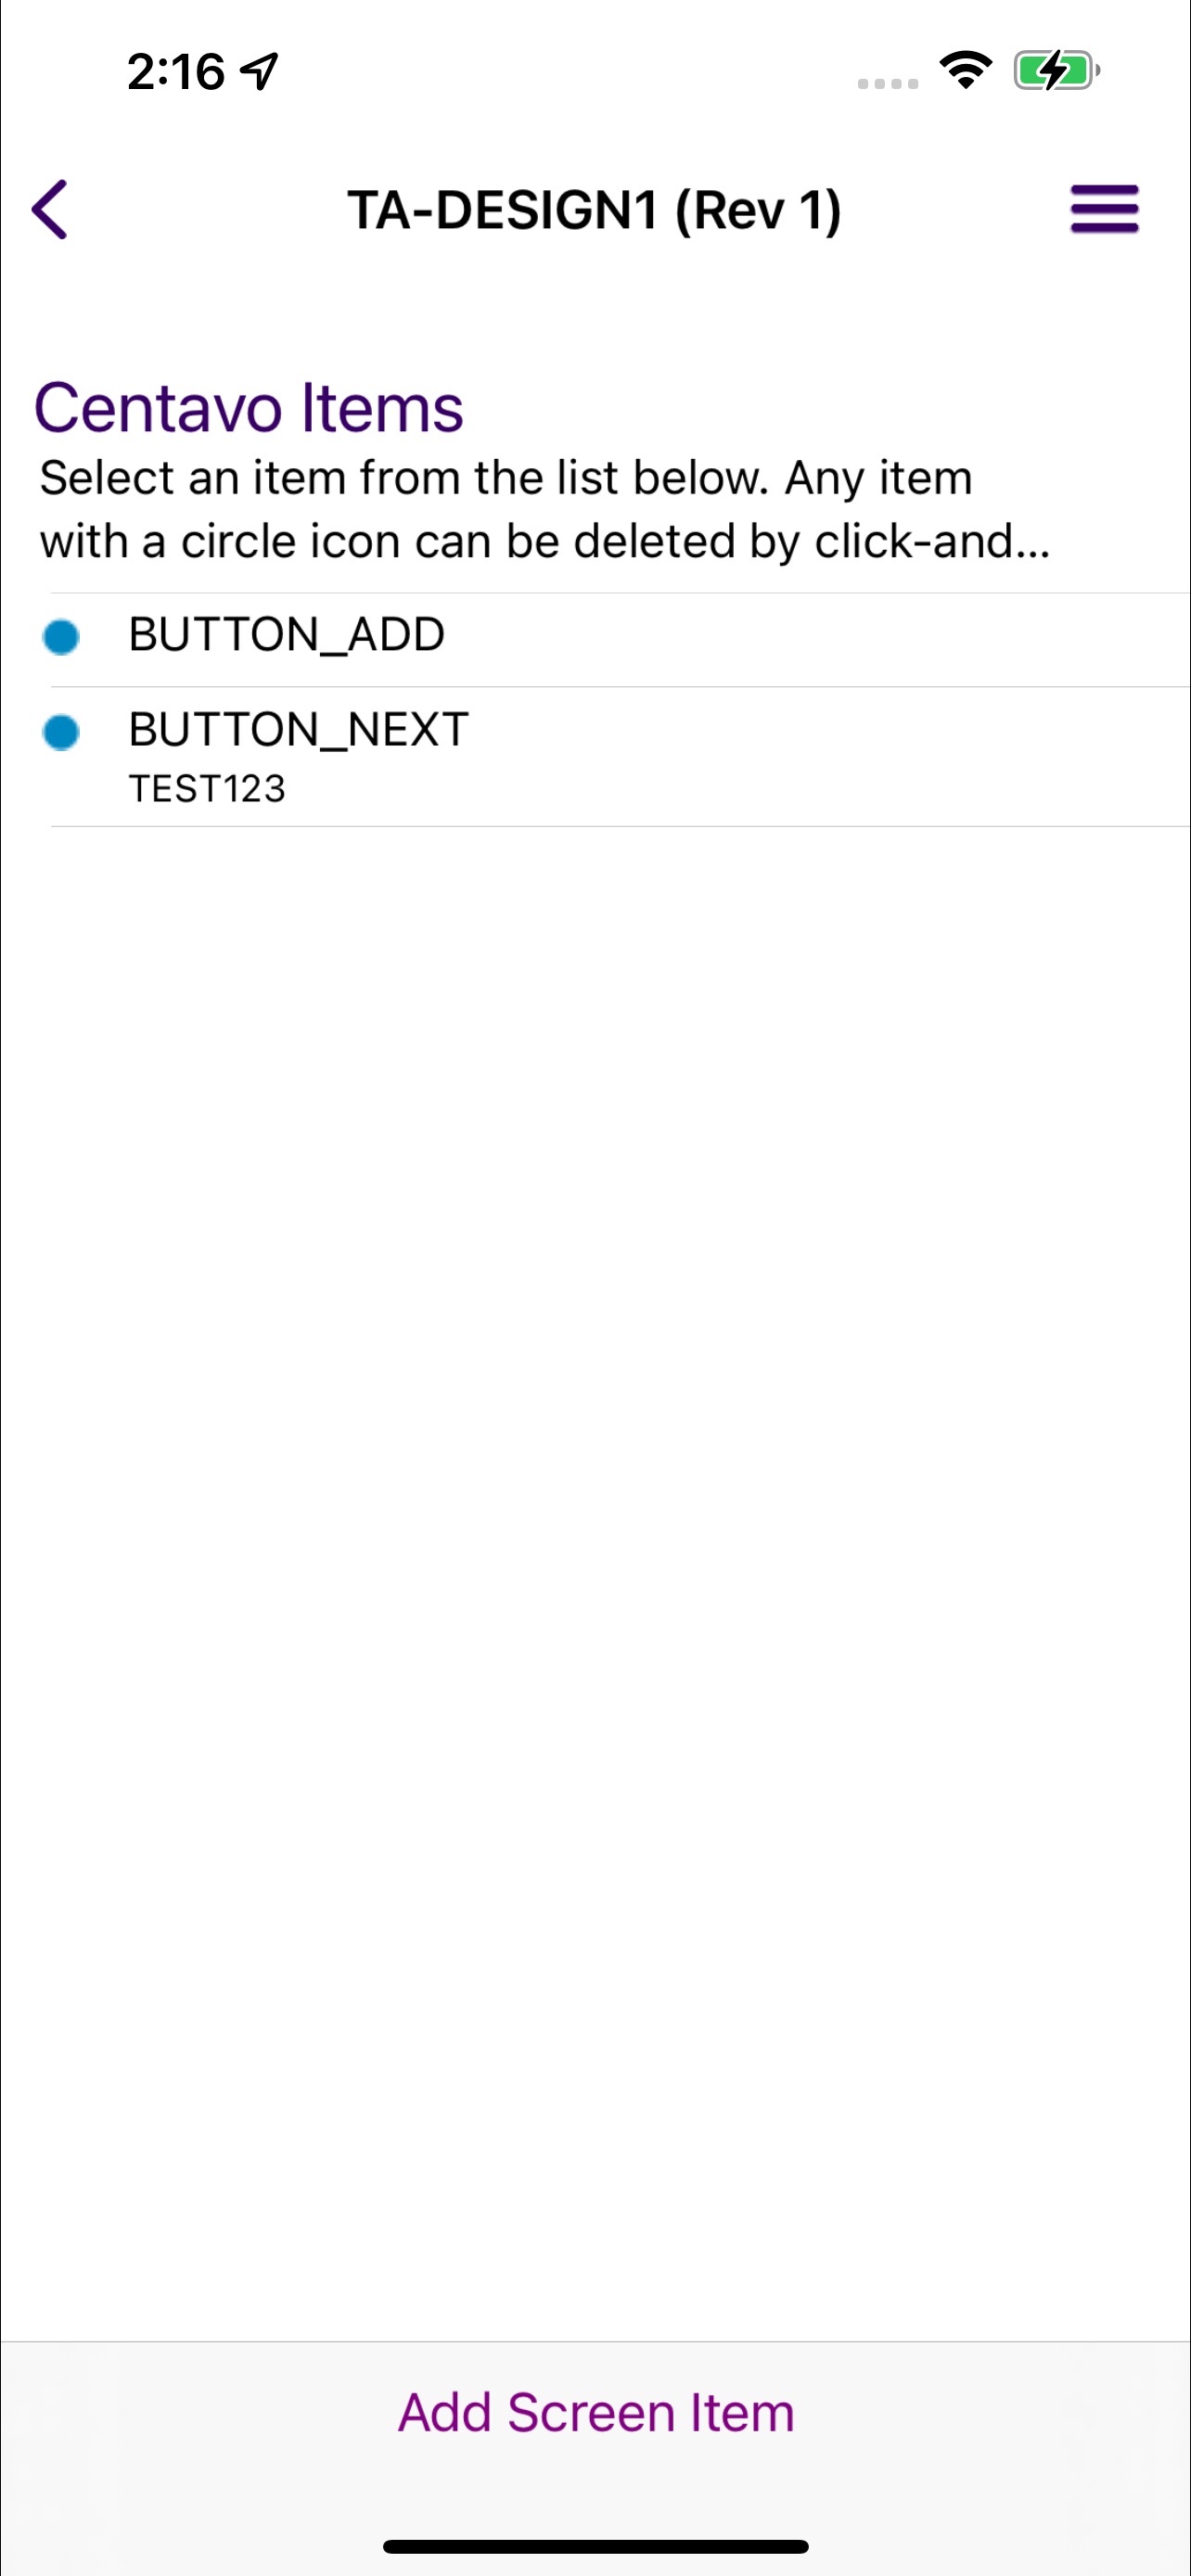 2:16
TA-DESIGN1 (Rev 1)
Centavo Items
Select an item from the list below. Any item
with a circle icon can be deleted by click-and...
BUTTON_ADD
BUTTON_NEXT
TEST123
Add Screen Item